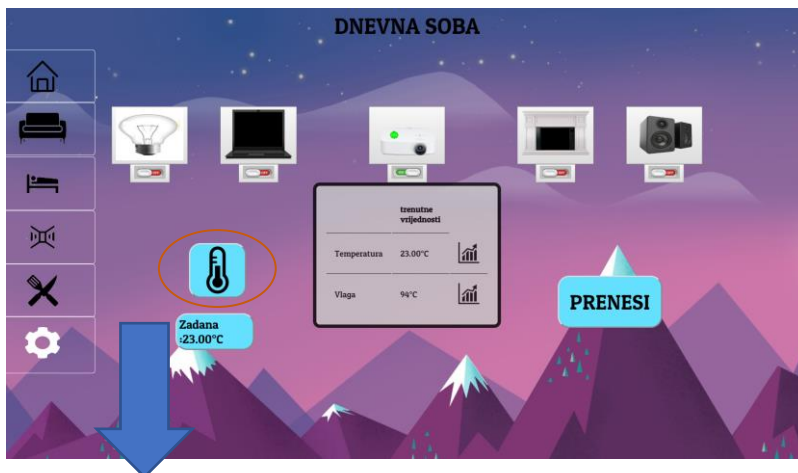 DNEVNA SOBA
trenutne
vrijednosti
Temperatura 23.00°C
Vlaga 94°C
Zadana
:23.00°C
PRENESI